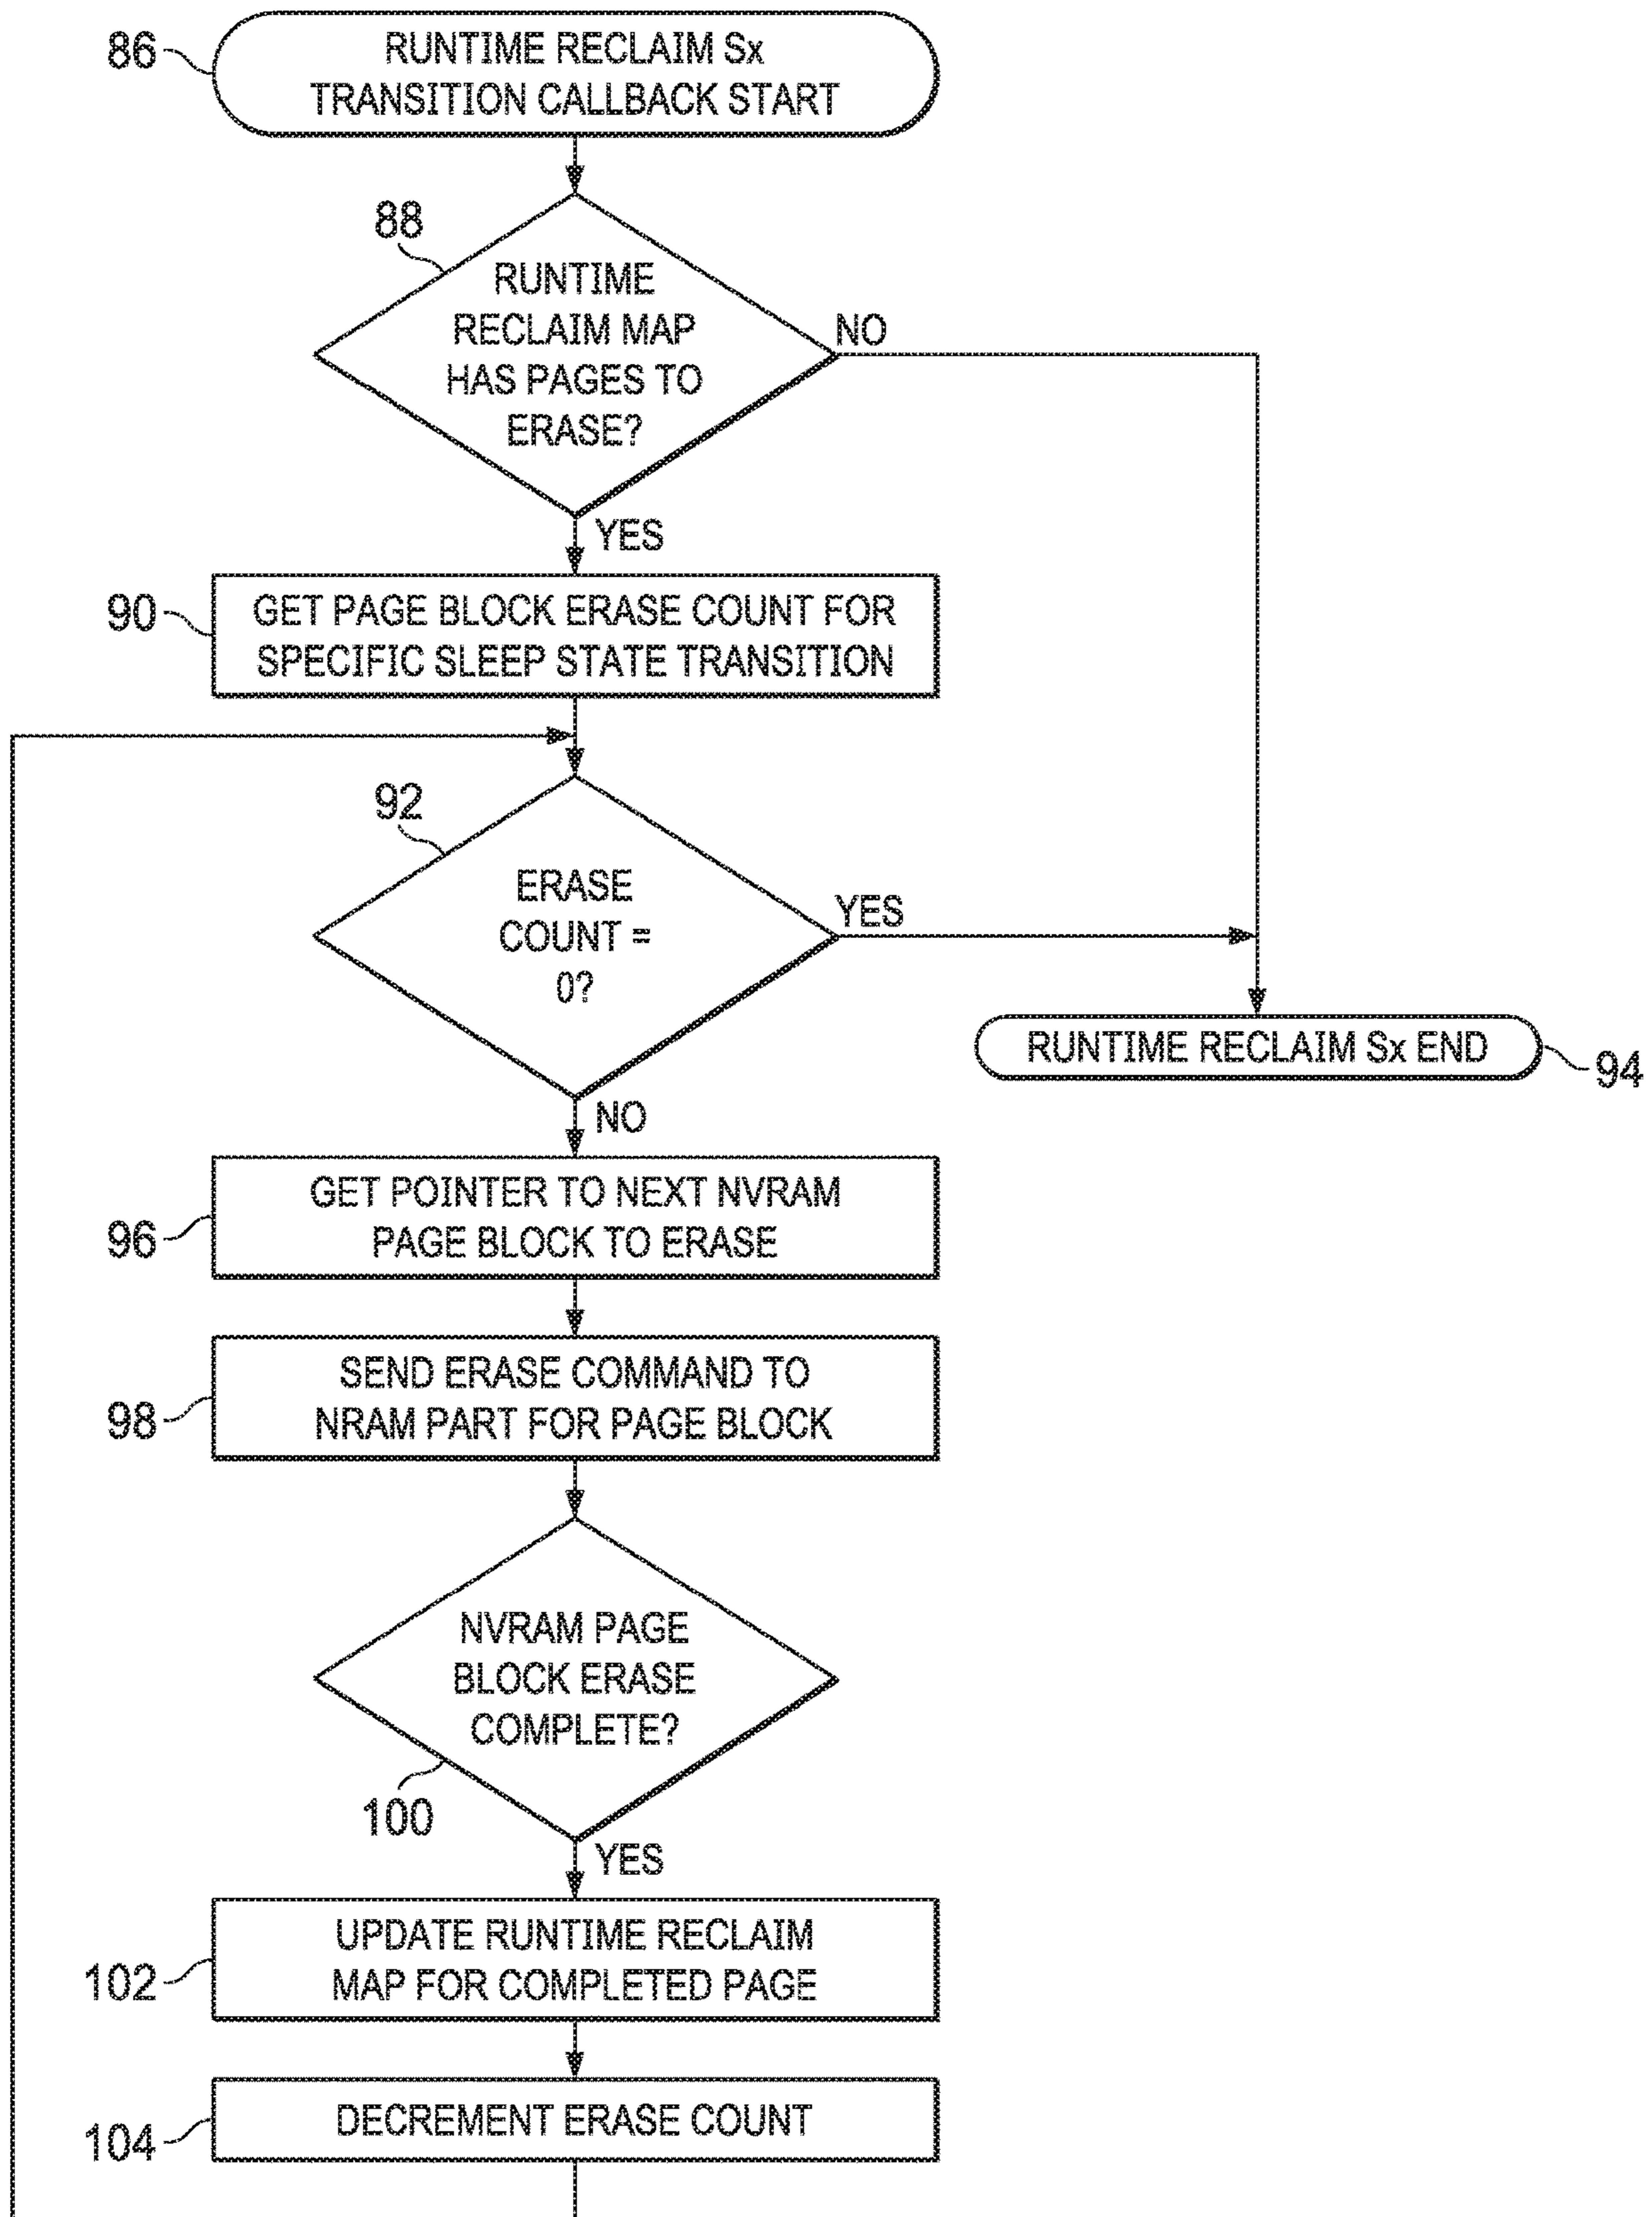 86
RUNTIME RECLAIM Sx
TRANSITION CALLBACK START
88
RUNTIME
RECLAIM MAP
HAS PAGES TO
ERASE?
NO
YES
90
GET PAGE BLOCK ERASE COUNT FOR
SPECIFIC SLEEP STATE TRANSITION
92
ERASE
COUNT =
0?
YES
RUNTIME RECLAIM Sx END
94
NO
96
GET POINTER TO NEXT NVRAM
PAGE BLOCK TO ERASE
98
SEND ERASE COMMAND TO
NRAM PART FOR PAGE BLOCK
NVRAM PAGE
BLOCK ERASE
COMPLETE?
100
YES
102
UPDATE RUNTIME RECLAIM
MAP FOR COMPLETED PAGE
104
DECREMENT ERASE COUNT